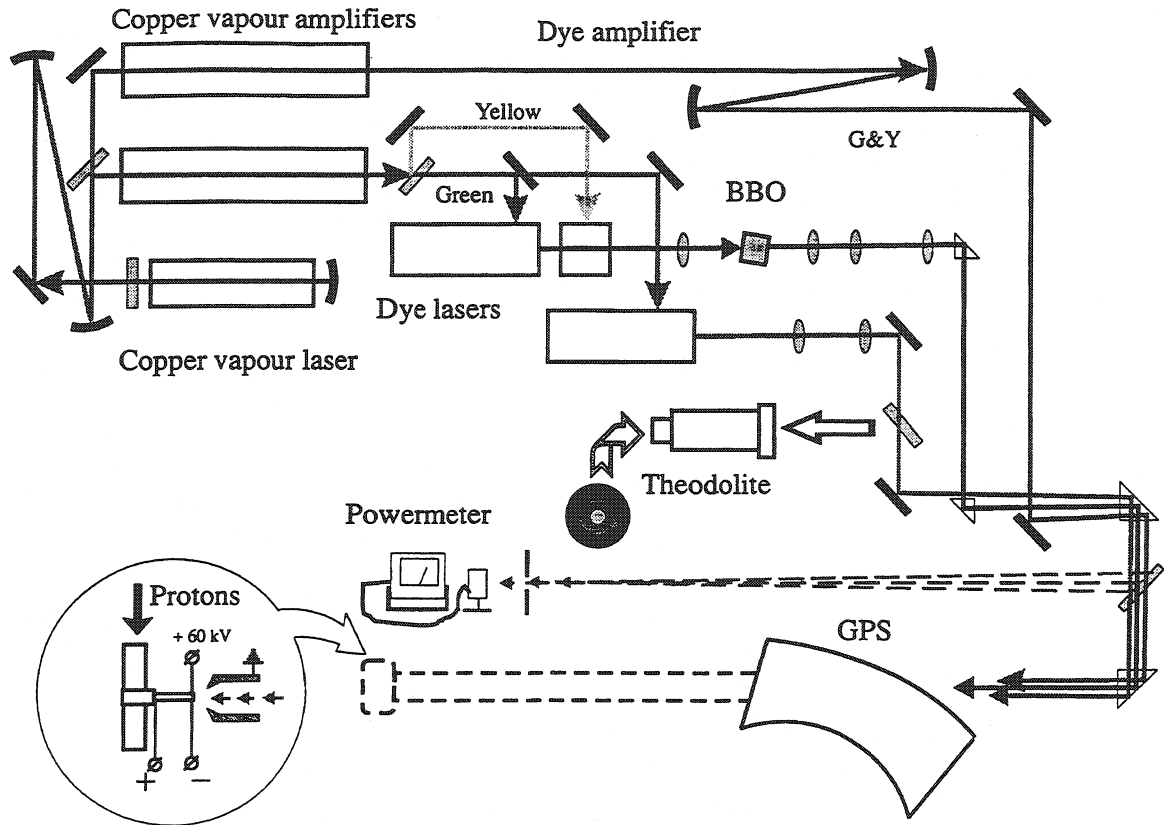 Copper vapour amplifiers
Dye amplifier
Yellow
G&Y
Green
BBO
Dye lasers
Copper vapour laser
Theodolite
Powermeter
Protons
+ 60 kV
GPS
+ −